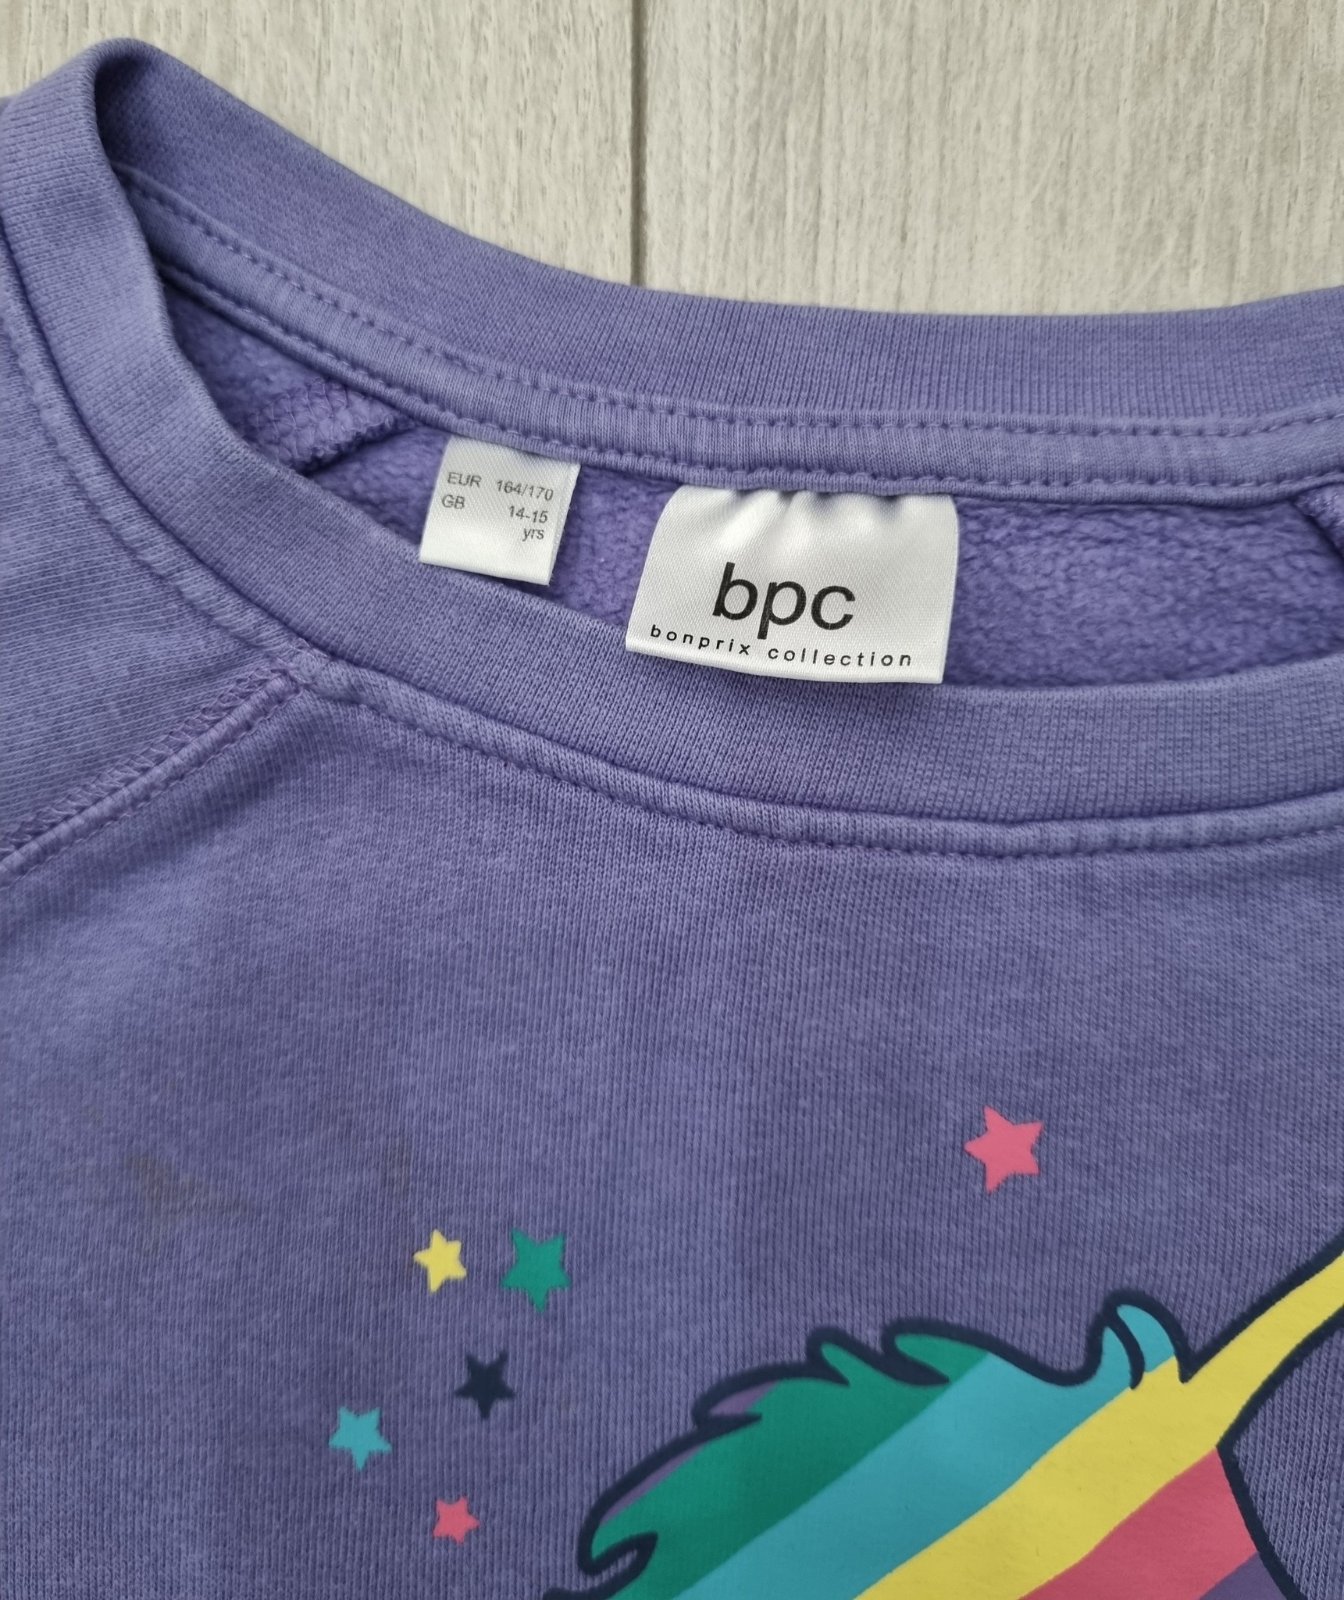 EUR 164/170
GB 14-15
yrs
bpc
bonprix collection